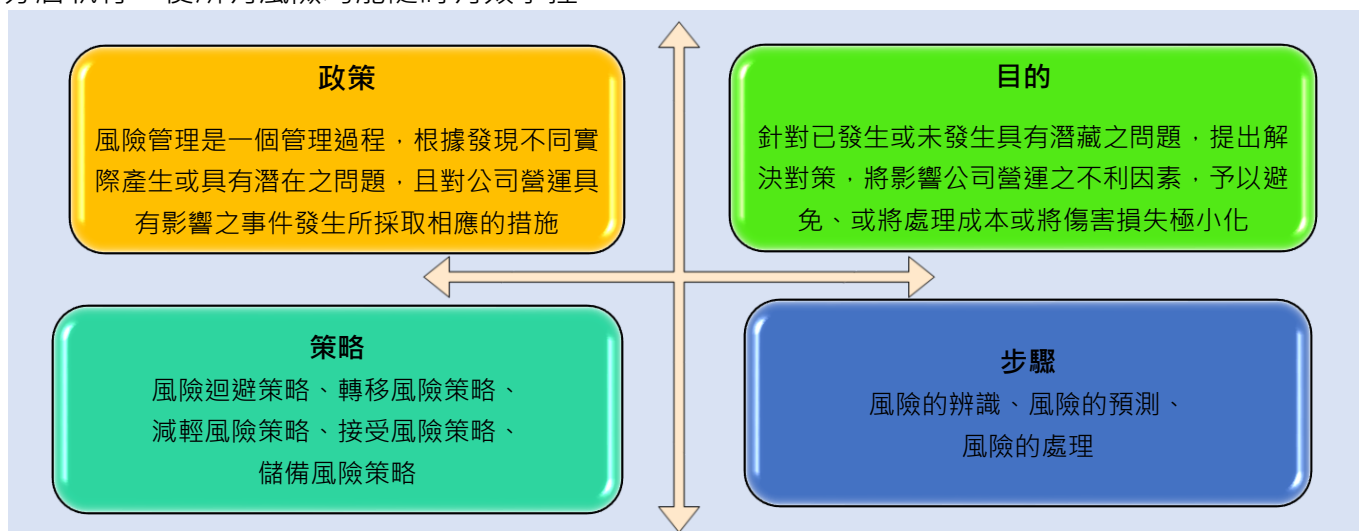 政策
風險管理是一個管理過程，根據發現不同實
際產生或具有潛在之問題，且對公司營運具
有影響之事件發生所採取相應的措施
目的
針對已發生或未發生具有潛藏之問題，提出解
決對策，將影響公司營運之不利因素，予以避
免、或將處理成本或將傷害損失極小化
策略
風險迴避策略、轉移風險策略、
減輕風險策略、接受風險策略、
儲備風險策略
步驟
風險的辨識、風險的預測、
風險的處理